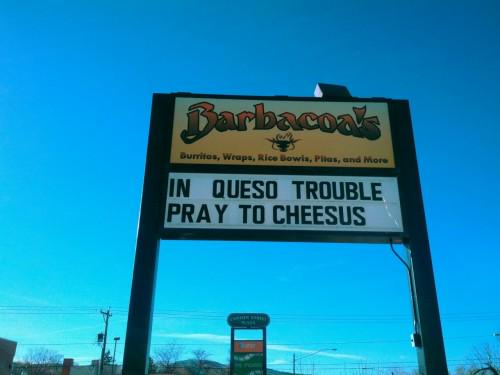 Barbacoa's
Burritos, Wraps, Rice Bowls, Pitas, and More
IN QUESO TROUBLE
PRAY TO CHEESUS